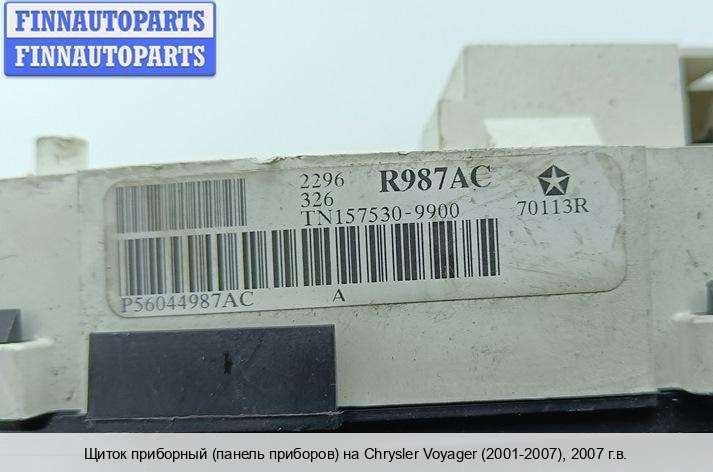 FINNAUTOPARTS
FINNAUTOPARTS
2296 R987AC
326
TN157530-9900 70113R
P56044987AC A
Щиток приборный (панель приборов) на Chrysler Voyager (2001-2007), 2007 г.в.